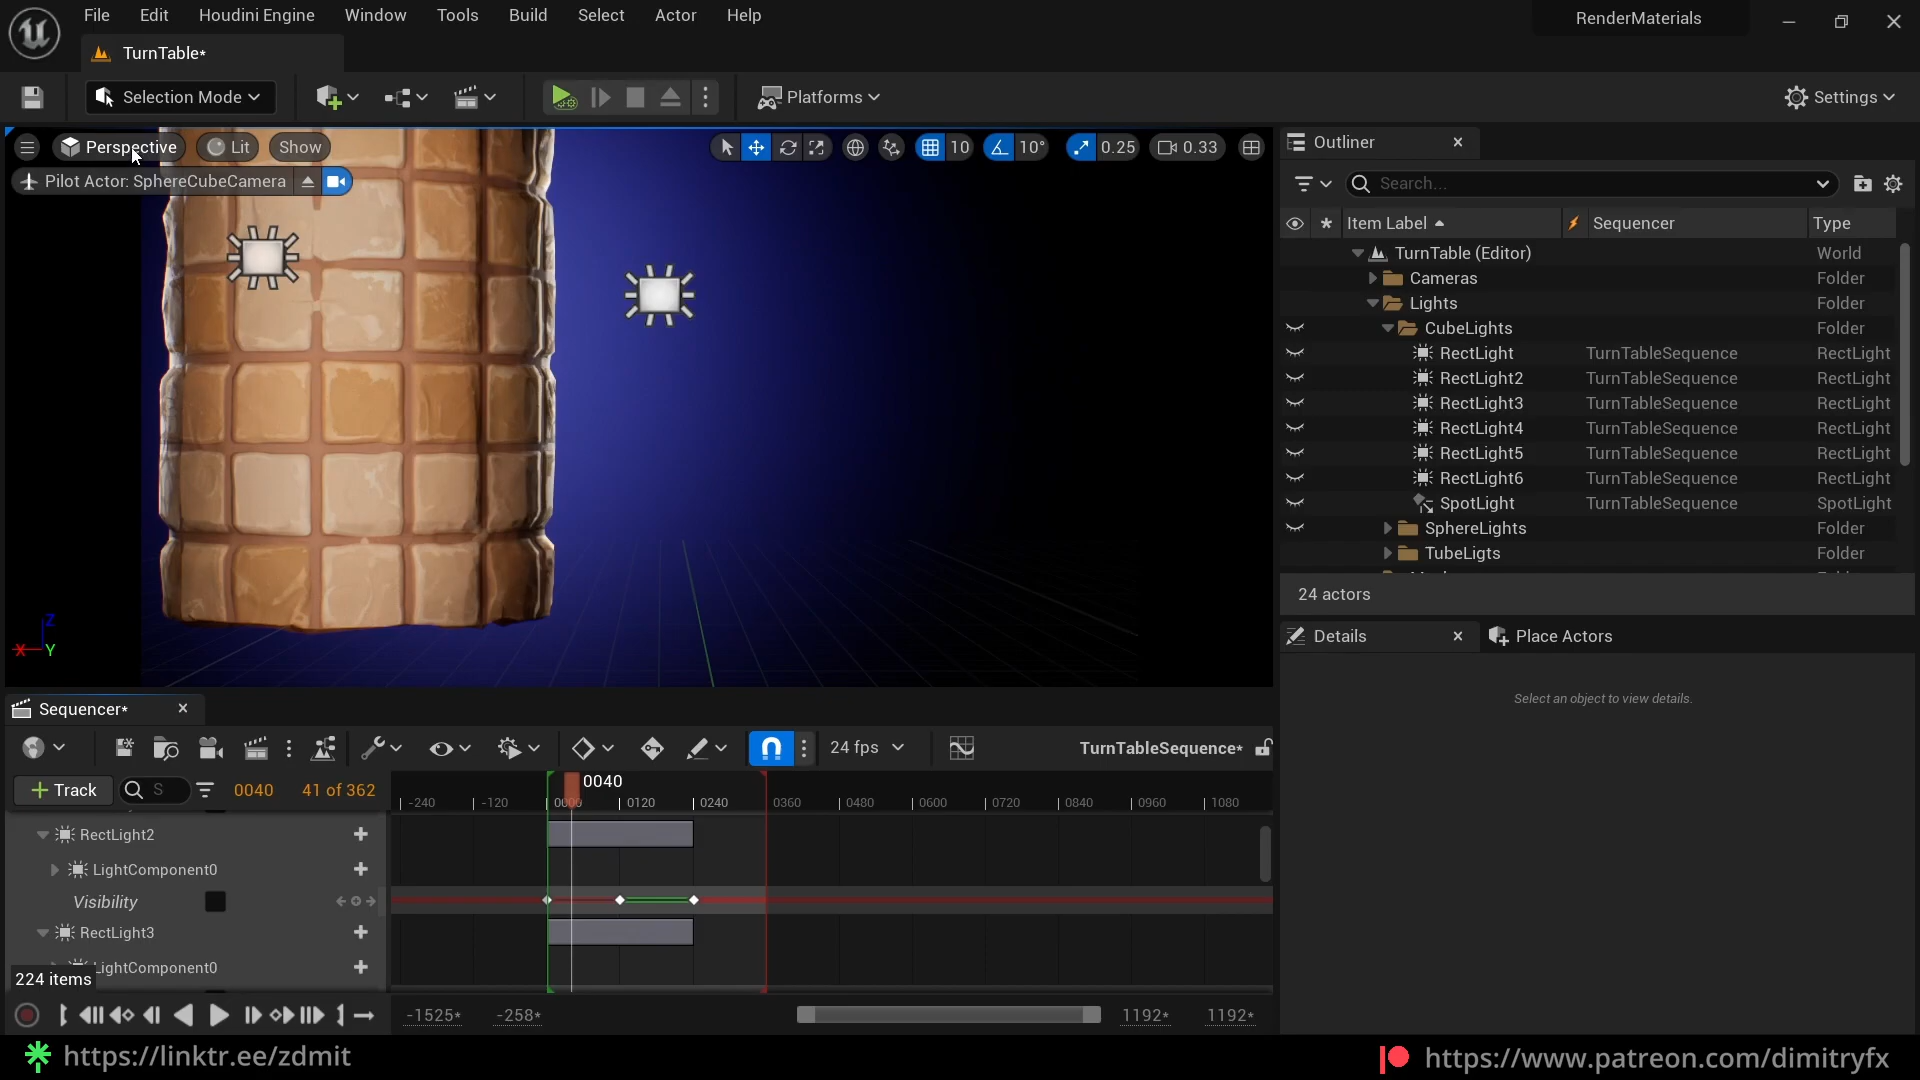 File Edit Houdini Engine Window Tools Build Select Actor Help
RenderMaterials
TurnTable*
Selection Mode
Platforms
Settings
Perspective Lit Show
10 10° 0.25 0.33
Pilot Actor: SphereCubeCamera
Z
X Y
Outliner
Search...
Item Label Sequencer Type
TurnTable (Editor) World
Cameras Folder
Lights Folder
CubeLights Folder
RectLight TurnTableSequence RectLight
RectLight2 TurnTableSequence RectLight
RectLight3 TurnTableSequence RectLight
RectLight4 TurnTableSequence RectLight
RectLight5 TurnTableSequence RectLight
RectLight6 TurnTableSequence RectLight
SpotLight TurnTableSequence SpotLight
SphereLights Folder
TubeLigts Folder
24 actors
Details Place Actors
Select an object to view details.
Sequencer*
24 fps TurnTableSequence*
+ Track S 0040 41 of 362
0040
-240 -120 0000 0120 0240 0360 0480 0600 0720 0840 0960 1080
RectLight2
LightComponent0
Visibility
RectLight3
LightComponent0
224 items
-1525* -258* 1192* 1192*
https://linktr.ee/zdmit
https://www.patreon.com/dimitryfx